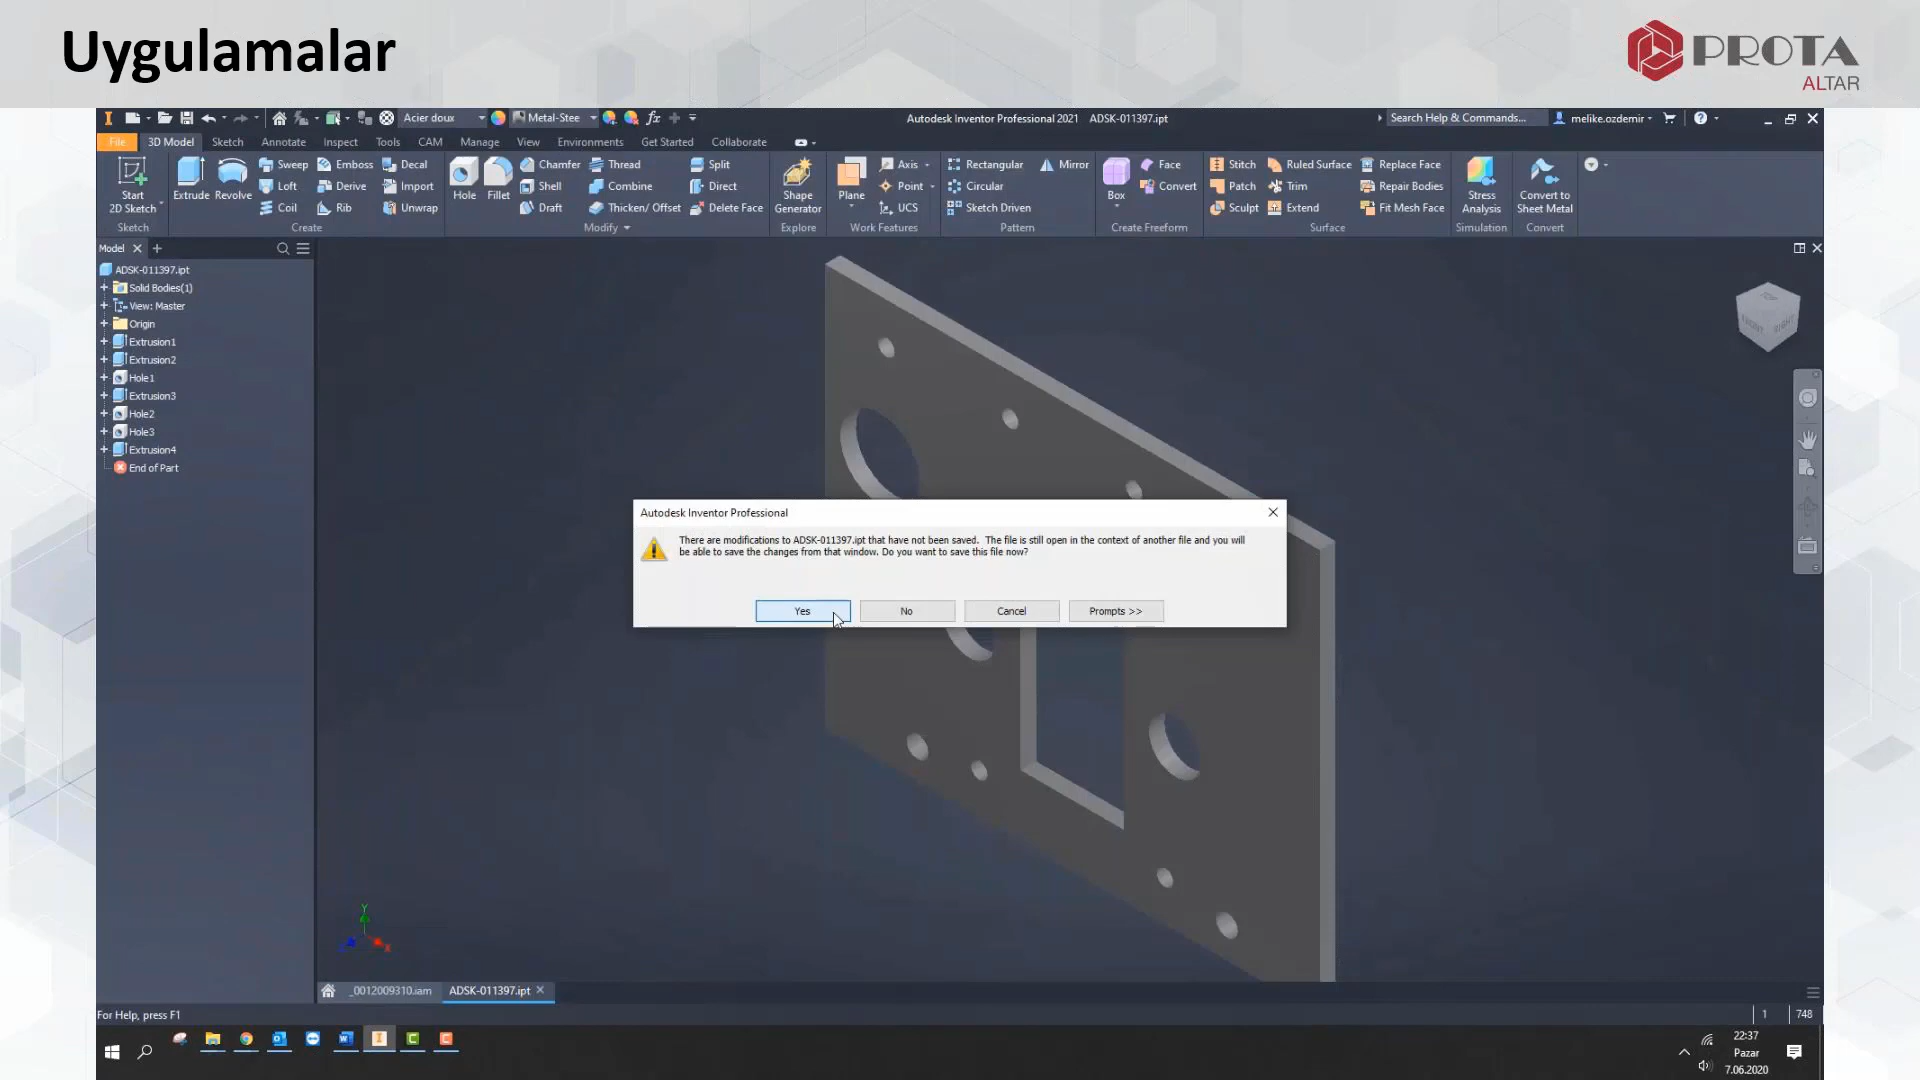 Uygulamalar
PROTA
ALTAR
Acier doux
Metal-Stee
fx
Autodesk Inventor Professional 2021 ADSK-011397.ipt
Search Help & Commands...
melike.ozdemir
File 3D Model Sketch Annotate Inspect Tools CAM Manage View Environments Get Started Collaborate
Start
2D Sketch
Sketch
Extrude
Revolve
Sweep
Loft
Coil
Emboss
Derive
Rib
Decal
Import
Unwrap
Create
Hole
Fillet
Chamfer
Shell
Draft
Thread
Combine
Thicken/ Offset
Split
Direct
Delete Face
Modify
Shape
Generator
Explore
Plane
Axis
Point
UCS
Work Features
Rectangular
Circular
Sketch Driven
Mirror
Pattern
Box
Face
Convert
Create Freeform
Stitch
Patch
Sculpt
Ruled Surface
Trim
Extend
Replace Face
Repair Bodies
Fit Mesh Face
Surface
Stress
Analysis
Simulation
Convert to
Sheet Metal
Convert
Model
ADSK-011397.ipt
Solid Bodies(1)
View: Master
Origin
Extrusion1
Extrusion2
Hole1
Extrusion3
Hole2
Hole3
Extrusion4
End of Part
FRONT
RIGHT
Autodesk Inventor Professional
There are modifications to ADSK-011397.ipt that have not been saved. The file is still open in the context of another file and you will
be able to save the changes from that window. Do you want to save this file now?
Yes No Cancel Prompts >>
Y
X
_0012009310.iam ADSK-011397.ipt
For Help, press F1
1 748
22:37
Pazar
7.06.2020